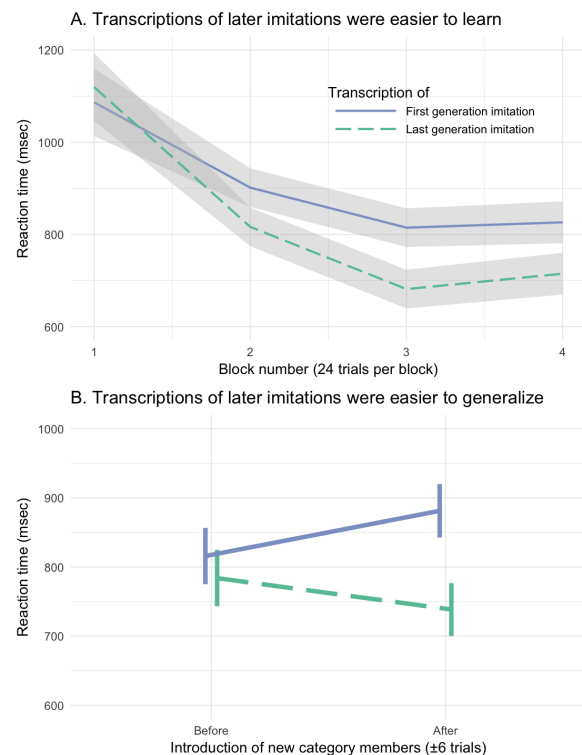 A. Transcriptions of later imitations were easier to learn
1200
1000
800
600
Reaction time (msec)
Transcription of
First generation imitation
Last generation imitation
1 2 3 4
Block number (24 trials per block)
B. Transcriptions of later imitations were easier to generalize
1000
900
800
700
600
Reaction time (msec)
Before After
Introduction of new category members (±6 trials)